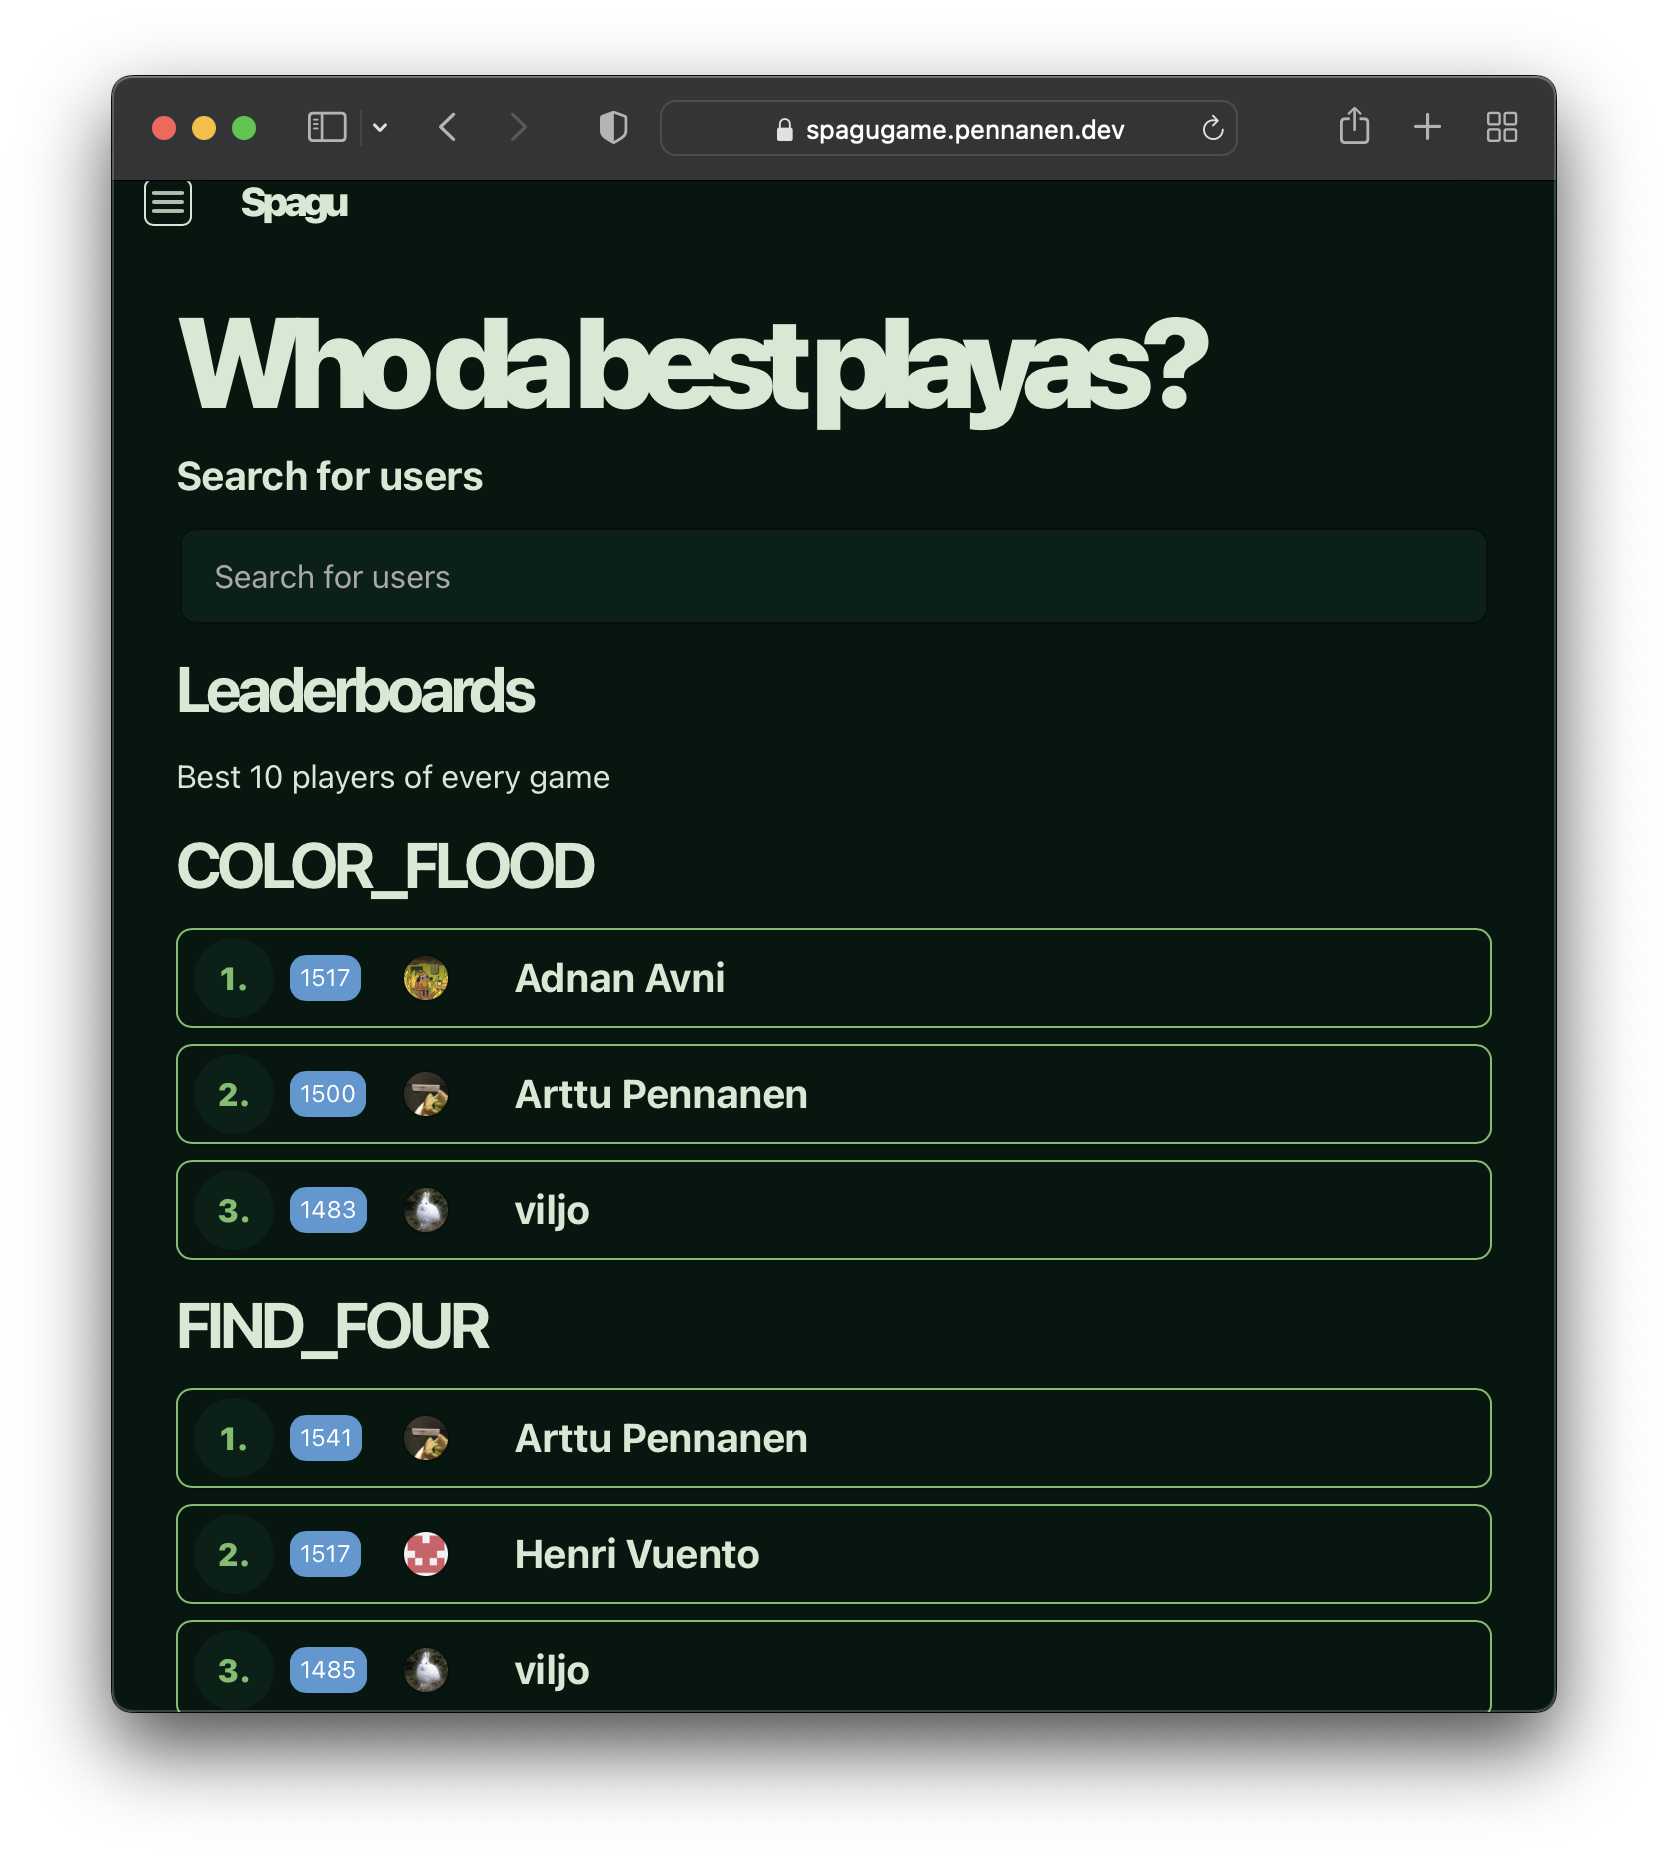 spagugame.pennanen.dev
Spagu
Who da best playas?
Search for users
Search for users
Leaderboards
Best 10 players of every game
COLOR_FLOOD
1. 1517 Adnan Avni
2. 1500 Arttu Pennanen
3. 1483 viljo
FIND_FOUR
1. 1541 Arttu Pennanen
2. 1517 Henri Vuento
3. 1485 viljo